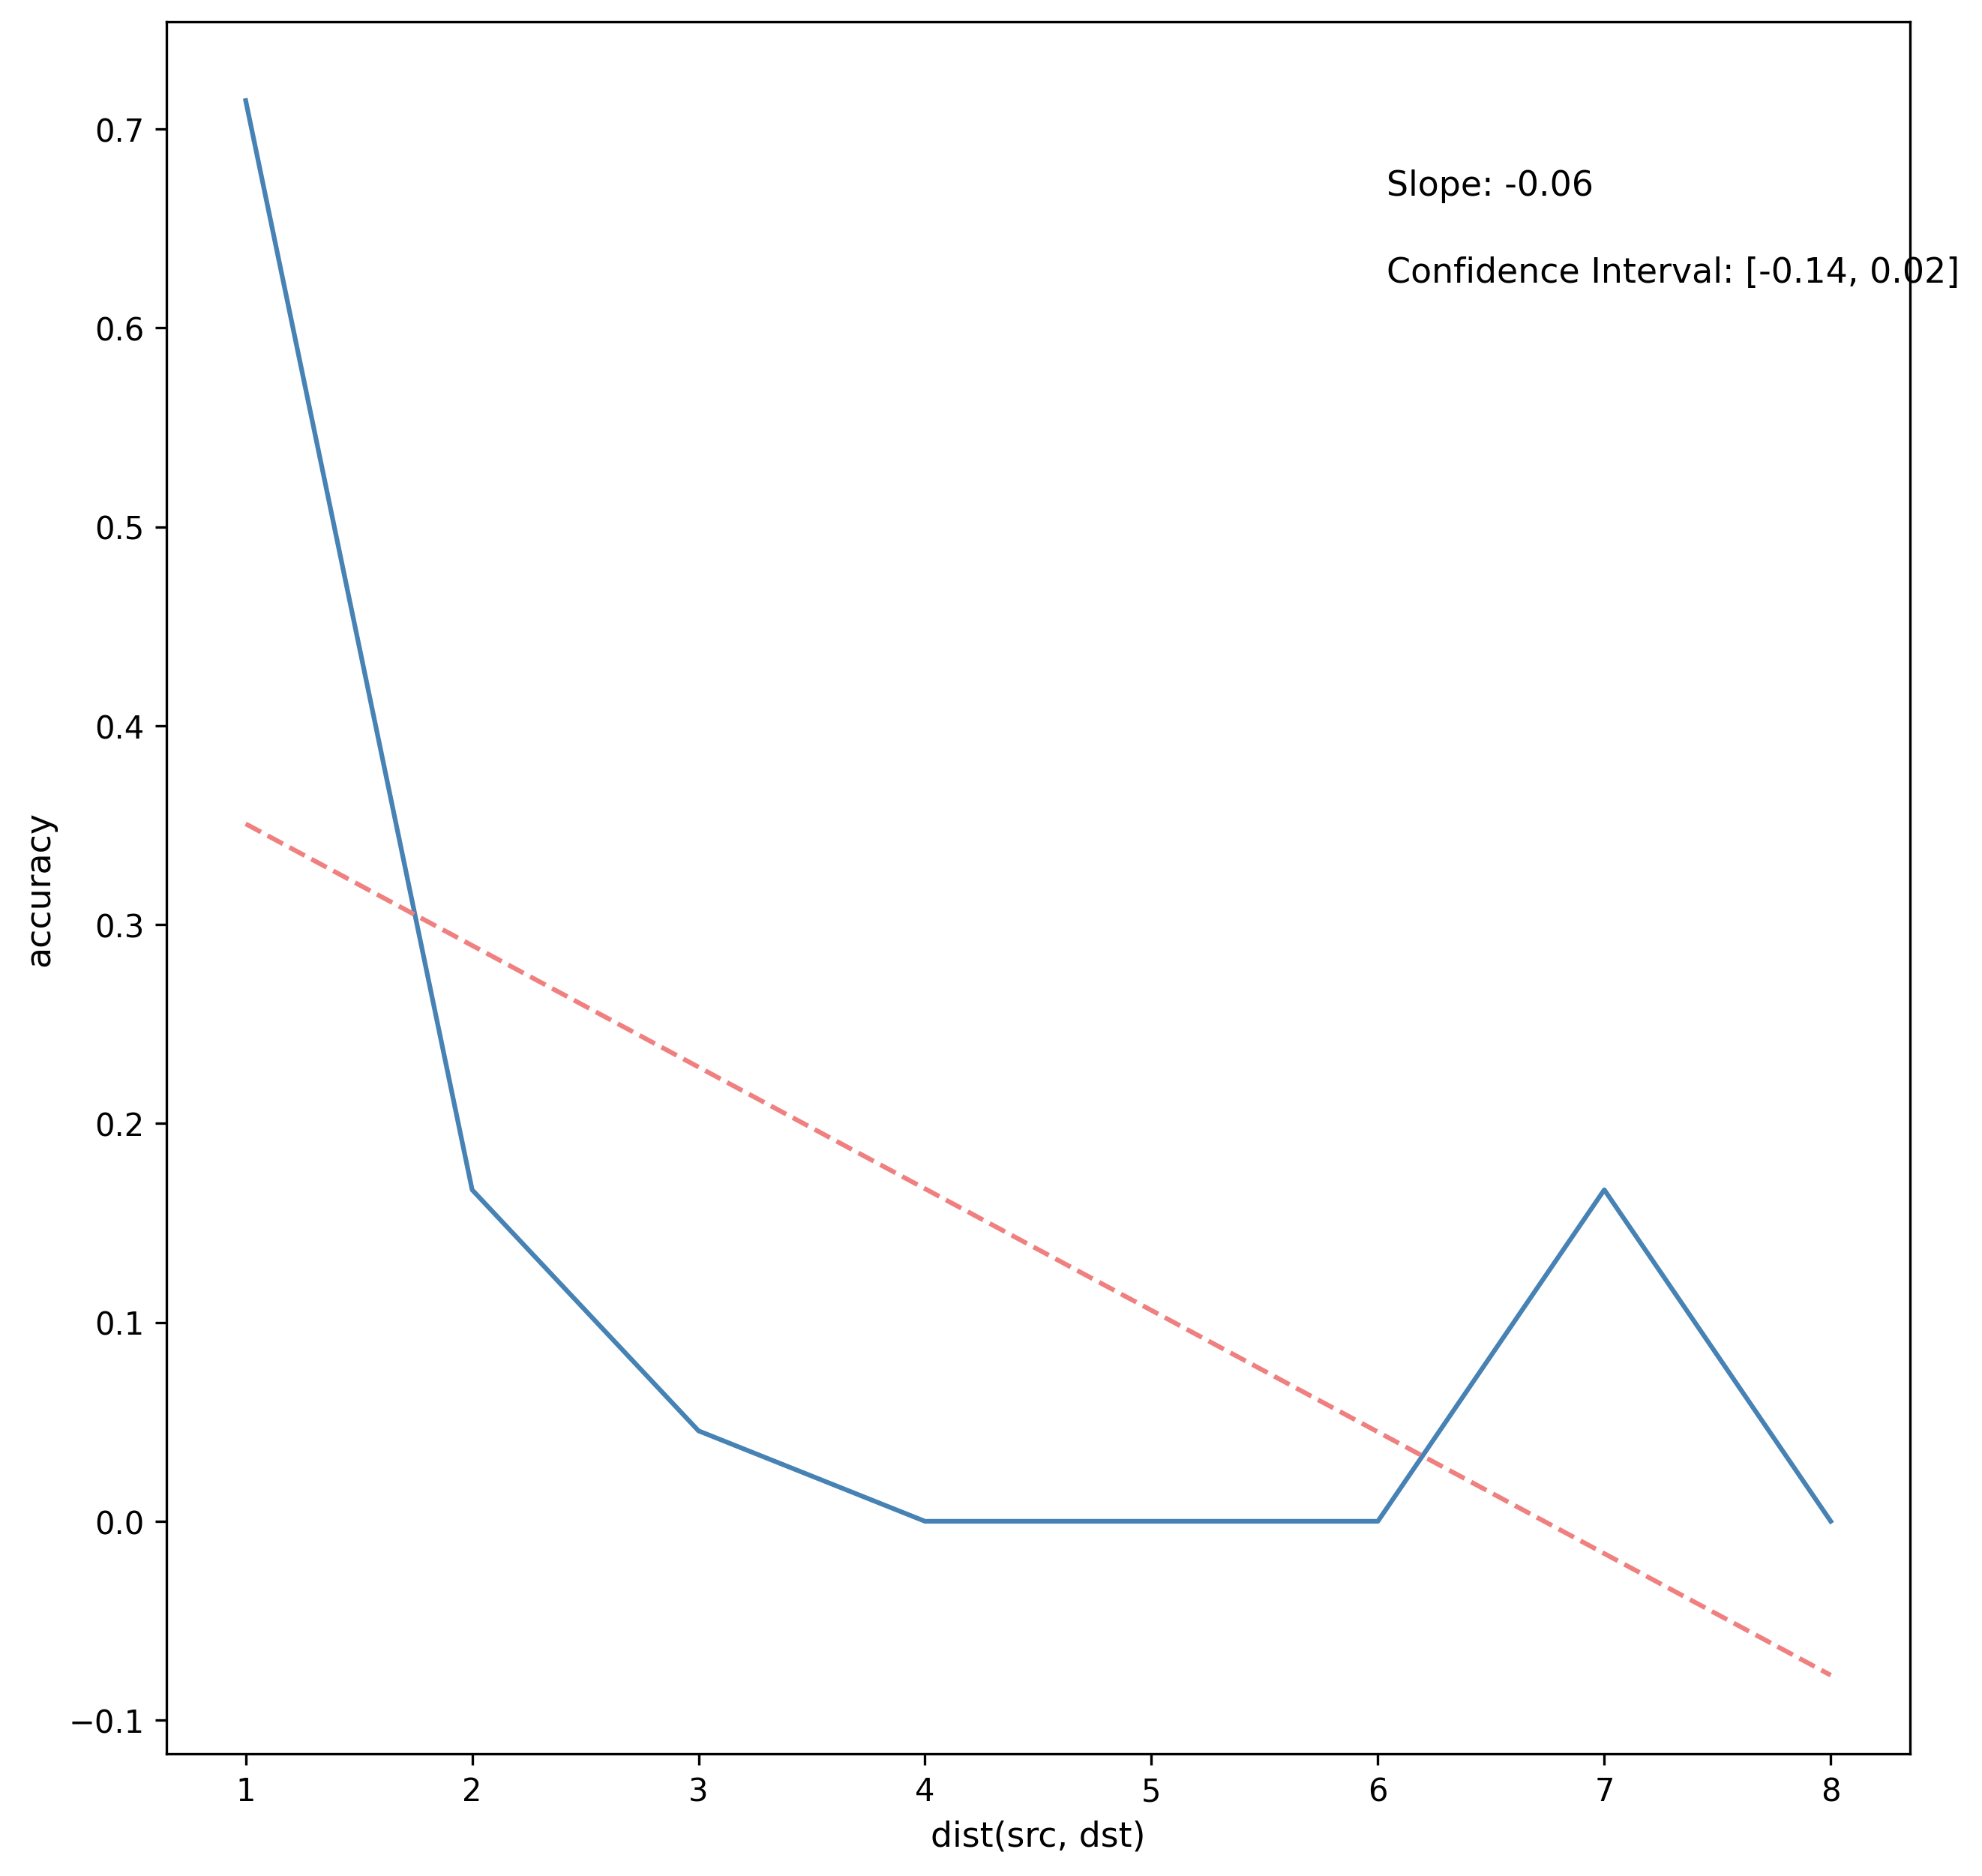 0.7
Slope: -0.06
Confidence Interval: [-0.14, 0.02]
0.6
0.5
0.4
accuracy
0.3
0.2
0.1
0.0
−0.1
1 2 3 4 5 6 7 8
dist(src, dst)